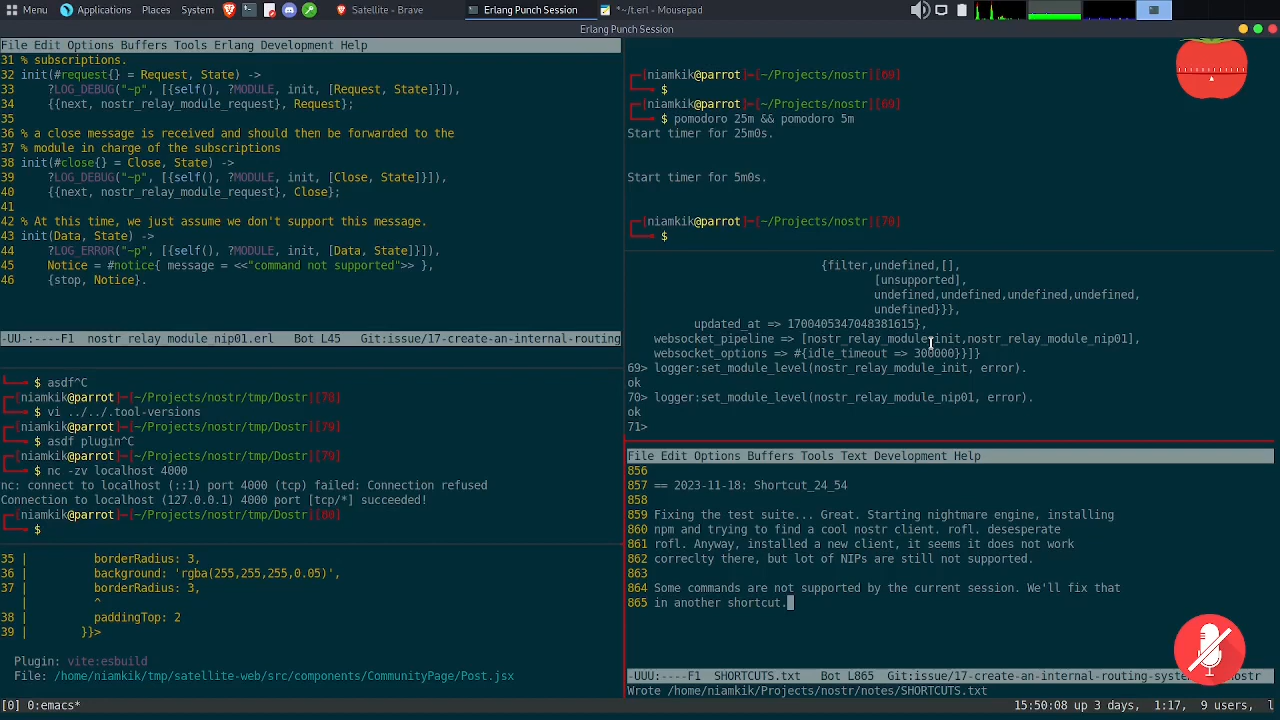 Menu Applications Places System Satellite - Brave Erlang Punch Session *~/t.erl - Mousepad
Erlang Punch Session
File Edit Options Buffers Tools Erlang Development Help
31 % subscriptions.
32 init(#request{} = Request, State) ->
33     ?LOG_DEBUG("~p", [{self(), ?MODULE, init, [Request, State]}]),
34     {{next, nostr_relay_module_request}, Request};
35
36 % a close message is received and should then be forwarded to the
37 % module in charge of the subscriptions
38 init(#close{} = Close, State) ->
39     ?LOG_DEBUG("~p", [{self(), ?MODULE, init, [Close, State]}]),
40     {{next, nostr_relay_module_request}, Close};
41
42 % At this time, we just assume we don't support this message.
43 init(Data, State) ->
44     ?LOG_ERROR("~p", [{self(), ?MODULE, init, [Data, State]}]),
45     Notice = #notice{ message = <<"command not supported">> },
46     {stop, Notice}.
-UU-:----F1  nostr_relay_module_nip01.erl   Bot L45   Git:issue/17-create-an-internal-routing
$ asdf^C
[niamkik@parrot]-[~/Projects/nostr/tmp/Dostr][70]
$ vi ../../.tool-versions
[niamkik@parrot]-[~/Projects/nostr/tmp/Dostr][79]
$ asdf plugin^C
[niamkik@parrot]-[~/Projects/nostr/tmp/Dostr][79]
$ nc -zv localhost 4000
nc: connect to localhost (::1) port 4000 (tcp) failed: Connection refused
Connection to localhost (127.0.0.1) 4000 port [tcp/*] succeeded!
[niamkik@parrot]-[~/Projects/nostr/tmp/Dostr][80]
$
35 |          borderRadius: 3,
36 |          background: 'rgba(255,255,255,0.05)',
37 |          borderRadius: 3,
   |          ^
38 |          paddingTop: 2
39 |        }}>
Plugin: vite:esbuild
File: /home/niamkik/tmp/satellite-web/src/components/CommunityPage/Post.jsx
[niamkik@parrot]-[~/Projects/nostr][69]
$
[niamkik@parrot]-[~/Projects/nostr][69]
$ pomodoro 25m && pomodoro 5m
Start timer for 25m0s.
Start timer for 5m0s.
[niamkik@parrot]-[~/Projects/nostr][70]
$
{filter,undefined,[],
[unsupported],
undefined,undefined,undefined,undefined,
undefined}}},
updated_at => 1700405347048381615},
websocket_pipeline => [nostr_relay_module_init,nostr_relay_module_nip01],
websocket_options => #{idle_timeout => 300000}}]}
69> logger:set_module_level(nostr_relay_module_init, error).
ok
70> logger:set_module_level(nostr_relay_module_nip01, error).
ok
71>
File Edit Options Buffers Tools Text Development Help
856
857 == 2023-11-18: Shortcut_24_54
858
859 Fixing the test suite... Great. Starting nightmare engine, installing
860 npm and trying to find a cool nostr client. rofl. desesperate
861 rofl. Anyway, installed a new client, it seems it does not work
862 correclty there, but lot of NIPs are still not supported.
863
864 Some commands are not supported by the current session. We'll fix that
865 in another shortcut.
-UUU:----F1  SHORTCUTS.txt   Bot L865   Git:issue/17-create-an-internal-routing-syste
Wrote /home/niamkik/Projects/nostr/notes/SHORTCUTS.txt
[0] 0:emacs* 15:50:08 up 3 days, 1:17, 9 users, l